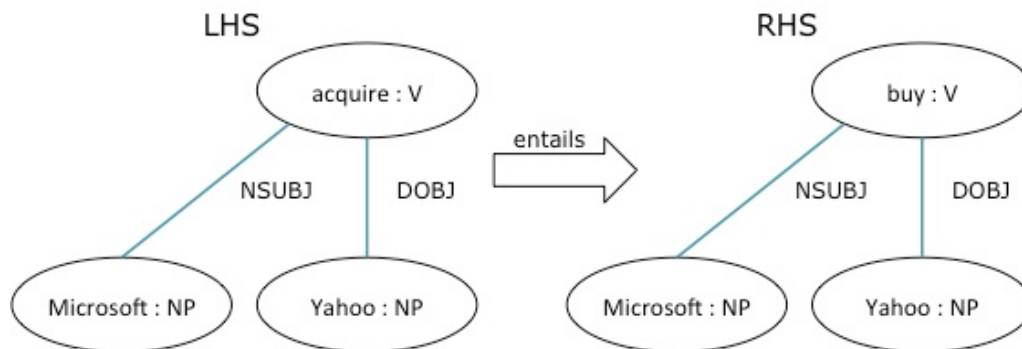 LHS
RHS
acquire : V
buy : V
entails
NSUBJ
DOBJ
NSUBJ
DOBJ
Microsoft : NP
Yahoo : NP
Microsoft : NP
Yahoo : NP